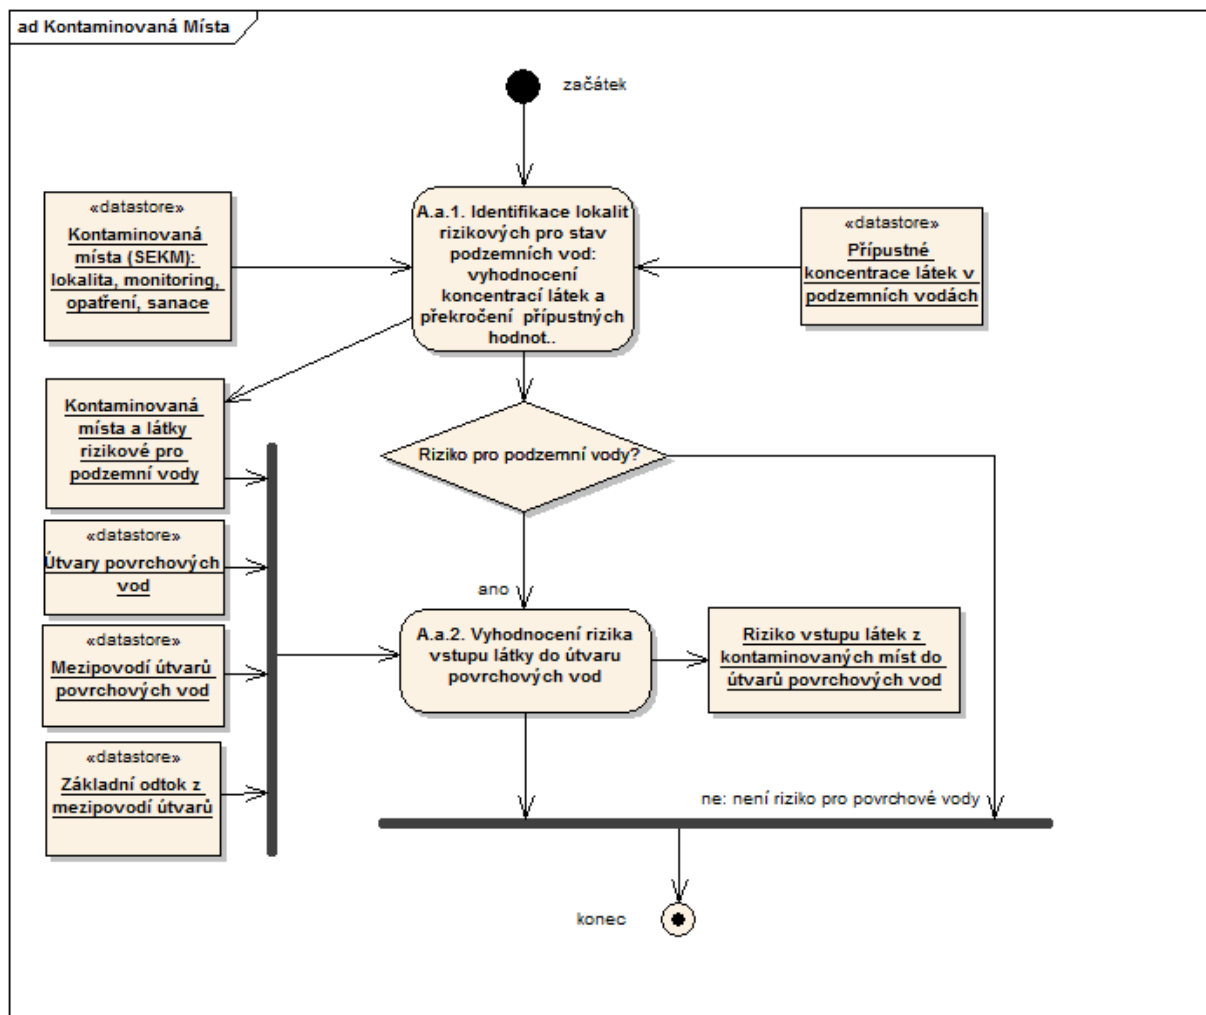 ad Kontaminovaná Místa
začátek
«datastore»
Kontaminovaná
místa (SEKM):
lokalita, monitoring,
opatření, sanace
A.a.1. Identifikace lokalit
rizikových pro stav
podzemních vod:
vyhodnocení
koncentrací látek a
překročení přípustných
hodnot..
«datastore»
Přípustné
koncentrace látek v
podzemních vodách
Kontaminovaná
místa a látky
rizikové pro
podzemní vody
Riziko pro podzemní vody?
«datastore»
Útvary povrchových
vod
ano
«datastore»
Mezipovodí útvarů
povrchových vod
A.a.2. Vyhodnocení rizika
vstupu látky do útvaru
povrchových vod
Riziko vstupu látek z
kontaminovaných míst do
útvarů povrchových vod
«datastore»
Základní odtok z
mezipovodí útvarů
ne: není riziko pro povrchové vody
konec